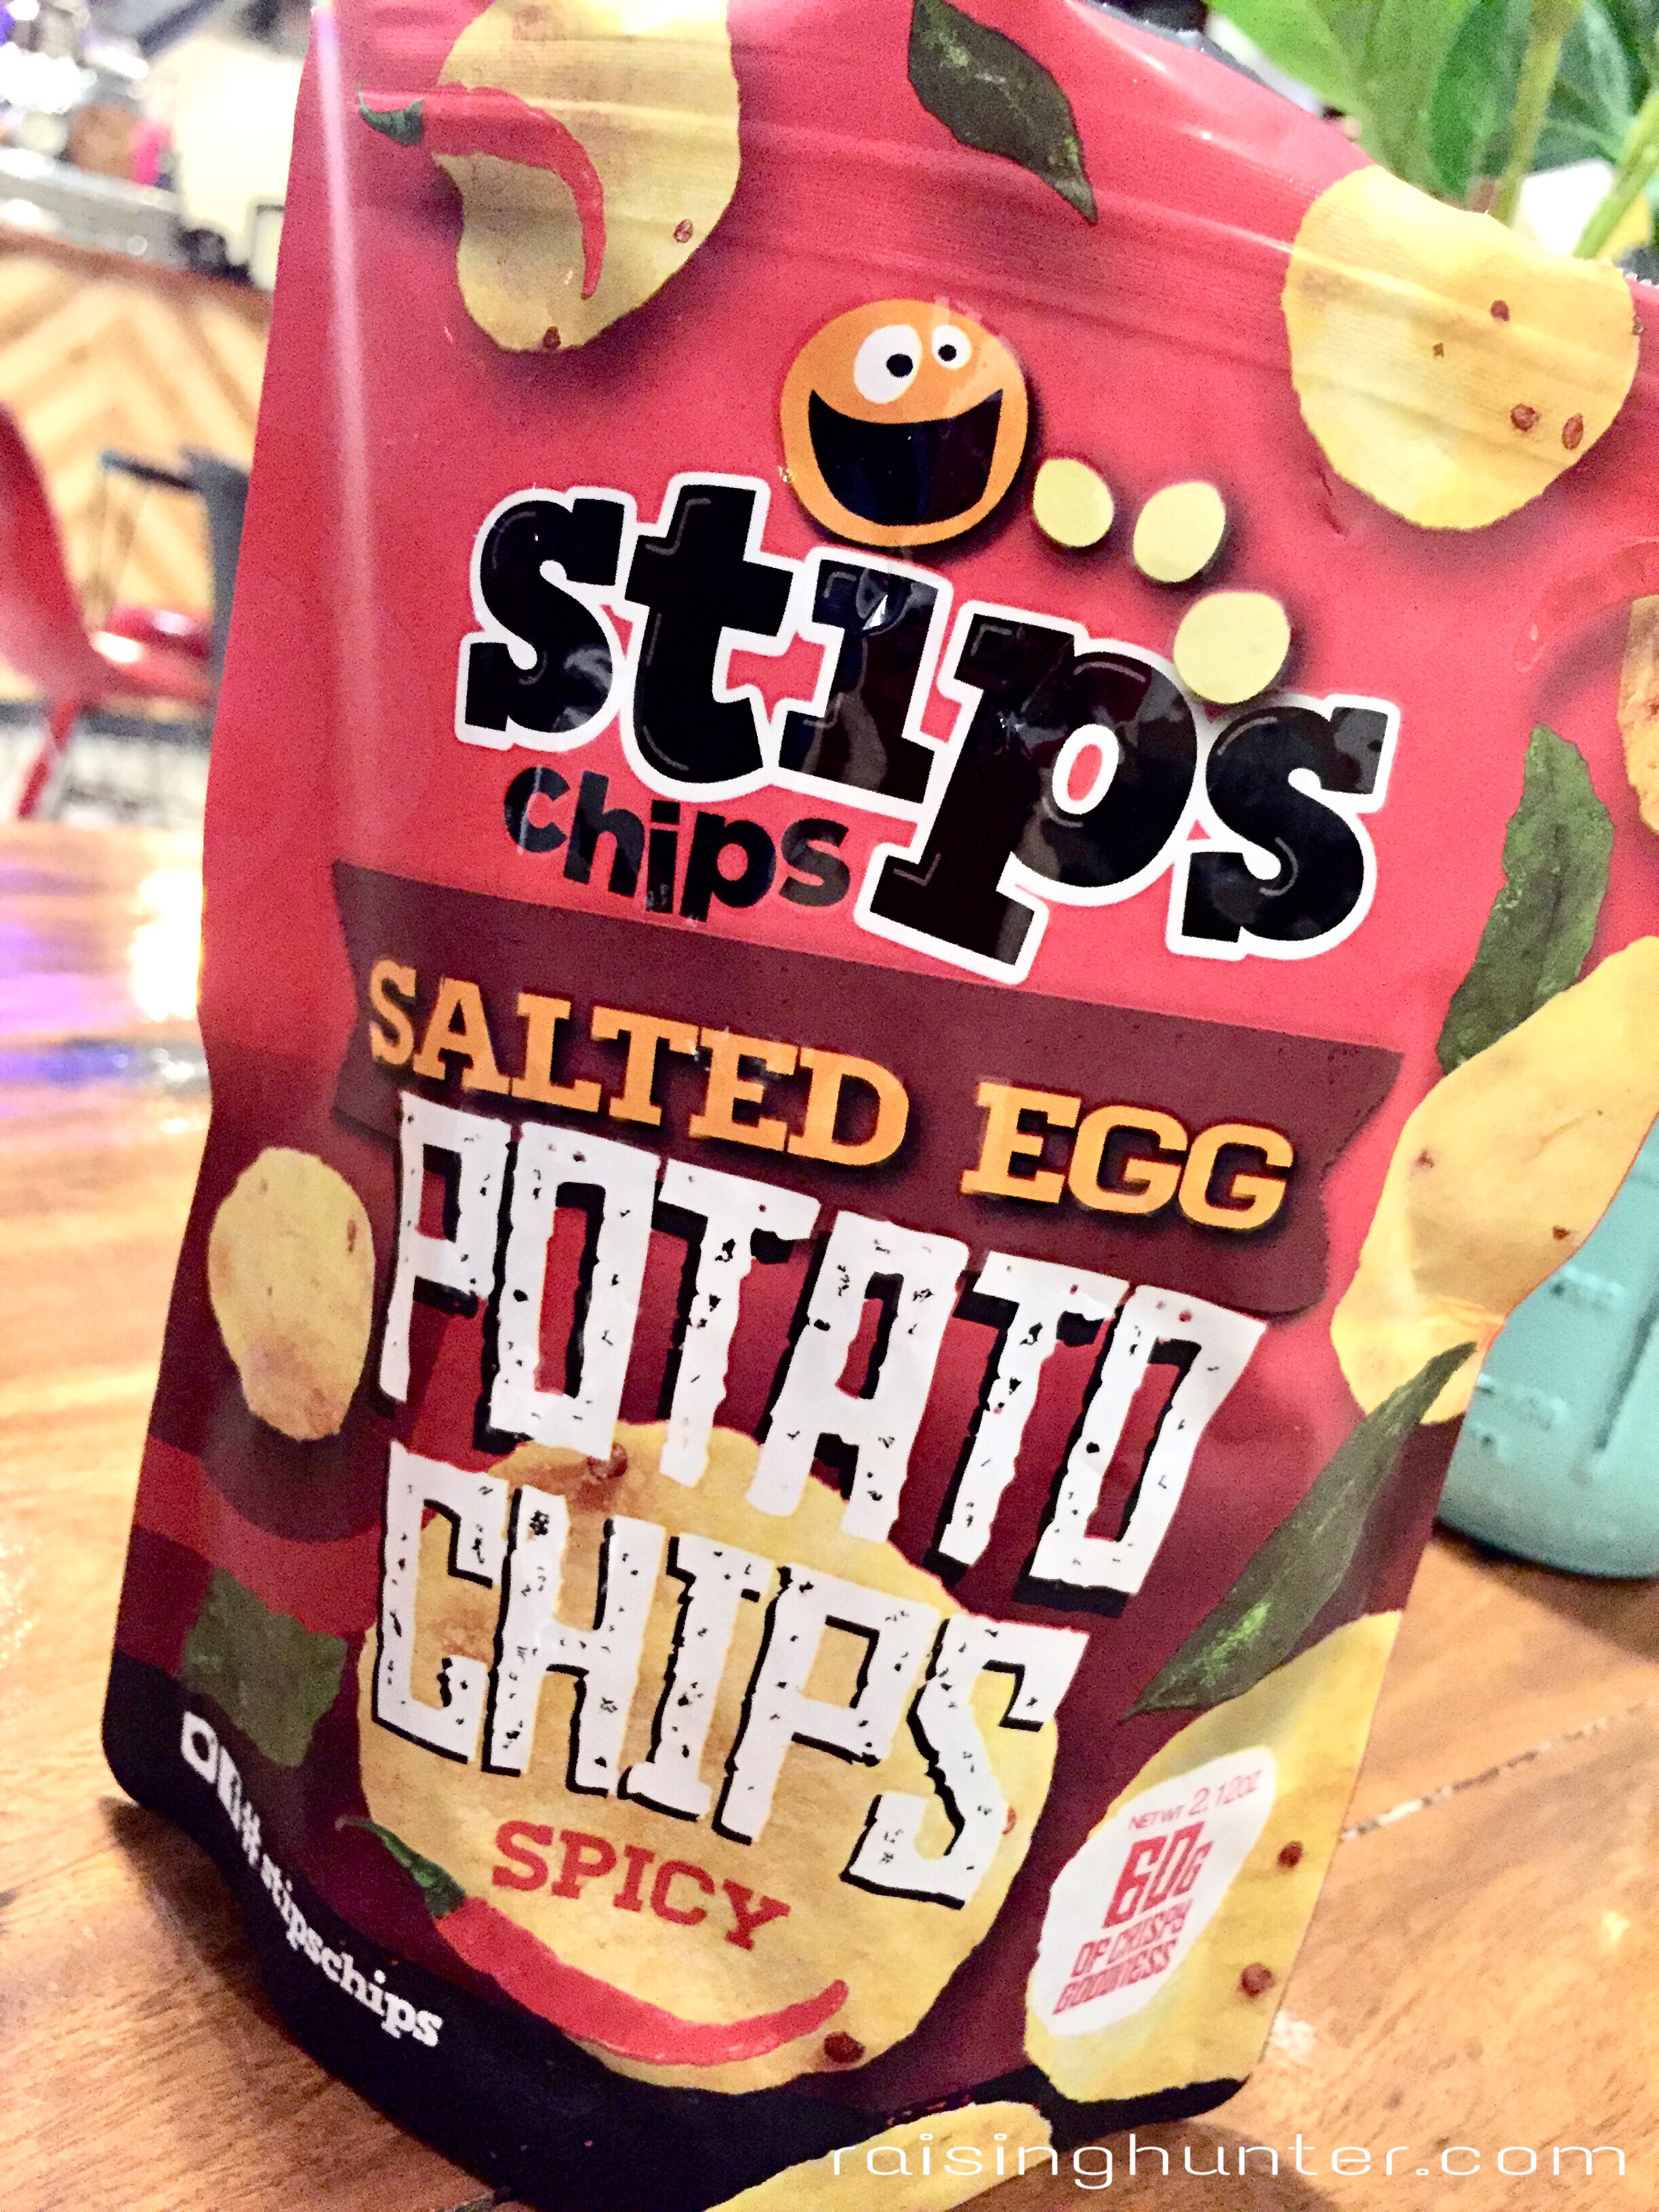 stips
chips
SALTED EGG
POTATO
CHIPS
SPICY
NET WT 2.12OZ
60G
OF CRISPY
GOODNESS
#stipschips
raisinghunter.com